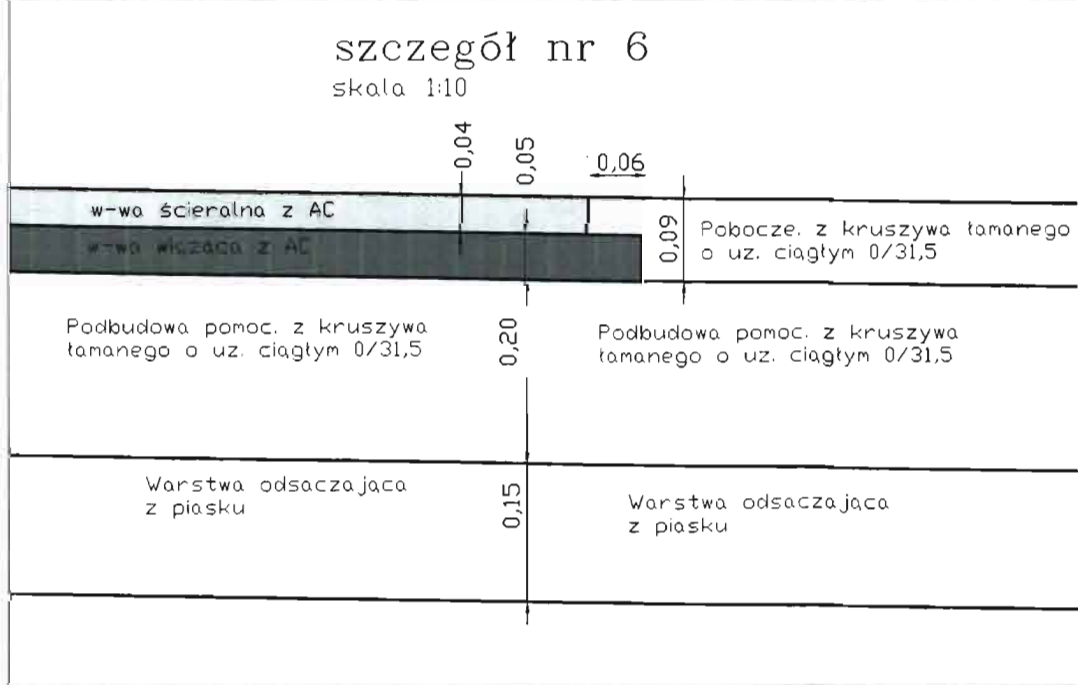 szczegół nr 6
skala 1:10
0,04
0,05
0,06
w-wa ścieralna z AC
w-wa wiążąca z AC
0,09
Pobocze. z kruszywa łamanego
o uz. ciągłym 0/31,5
Podbudowa pomoc. z kruszywa
łamanego o uz. ciągłym 0/31,5
0,20
Podbudowa pomoc. z kruszywa
łamanego o uz. ciągłym 0/31,5
Warstwa odsączająca
z piasku
0,15
Warstwa odsączająca
z piasku